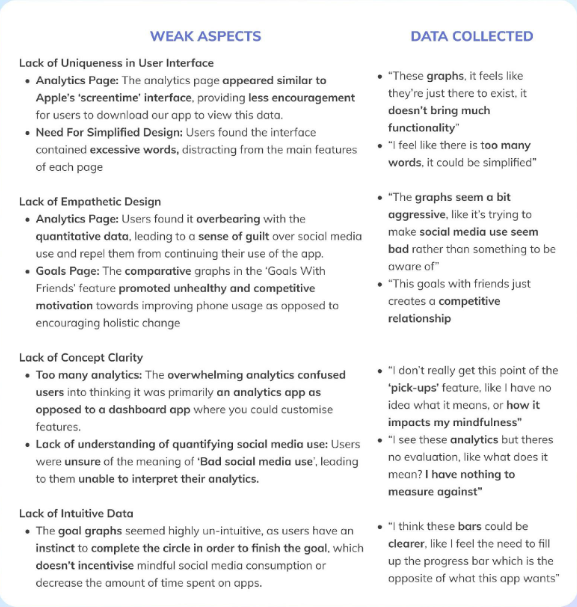 WEAK ASPECTS
Lack of Uniqueness in User Interface
• Analytics Page: The analytics page appeared similar to
Apple's 'screentime' interface, providing less encouragement
for users to download our app to view this data.
• Need For Simplified Design: Users found the interface
contained excessive words, distracting from the main features
of each page
Lack of Empathetic Design
• Analytics Page: Users found it overbearing with the
quantitative data, leading to a sense of guilt over social media
use and repel them from continuing their use of the app.
• Goals Page: The comparative graphs in the 'Goals With
Friends' feature promoted unhealthy and competitive
motivation towards improving phone usage as opposed to
encouraging holistic change
Lack of Concept Clarity
• Too many analytics: The overwhelming analytics confused
users into thinking it was primarily an analytics app as
opposed to a dashboard app where you could customise
features.
• Lack of understanding of quantifying social media use: Users
were unsure of the meaning of 'Bad social media use', leading
to them unable to interpret their analytics.
Lack of Intuitive Data
• The goal graphs seemed highly un-intuitive, as users have an
instinct to complete the circle in order to finish the goal, which
doesn't incentivise mindful social media consumption or
decrease the amount of time spent on apps.
DATA COLLECTED
• "These graphs, it feels like
they're just there to exist, it
doesn't bring much
functionality"
• "I feel like there is too many
words, it could be simplified"
• "The graphs seem a bit
aggressive, like it's trying to
make social media use seem
bad rather than something to be
aware of"
• "This goals with friends just
creates a competitive
relationship
• "I don't really get this point of the
'pick-ups' feature, like I have no
idea what it means, or how it
impacts my mindfulness"
• "I see these analytics but theres
no evaluation, like what does it
mean? I have nothing to
measure against"
• "I think these bars could be
clearer, like I feel the need to fill
up the progress bar which is the
opposite of what this app wants"